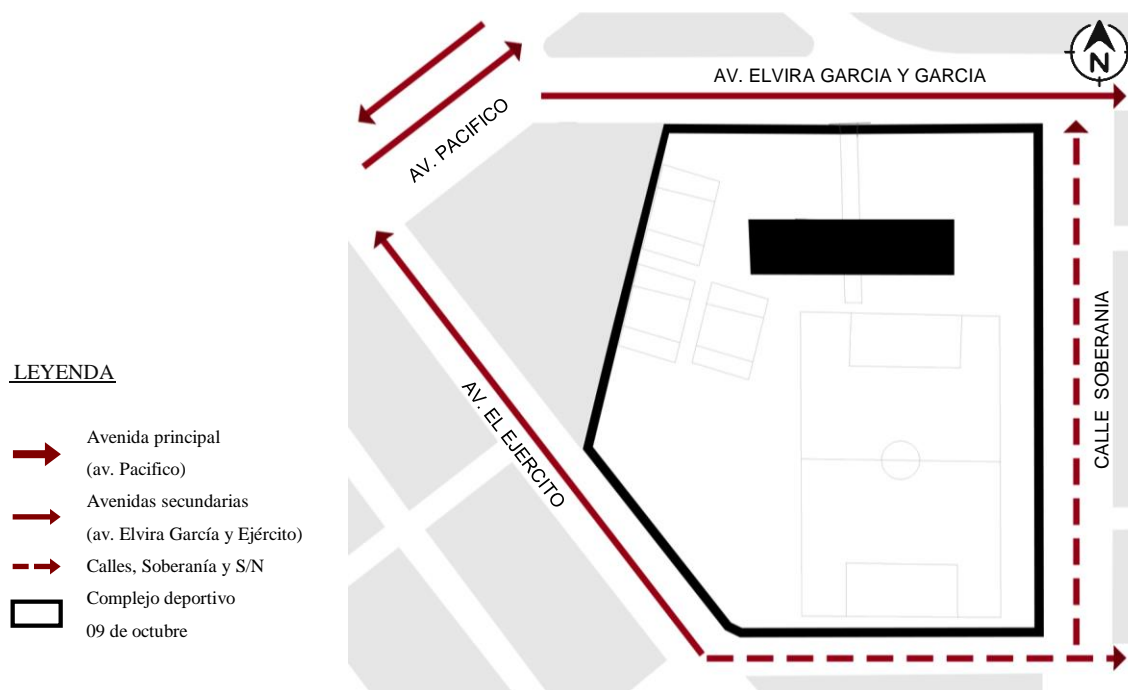 AV. ELVIRA GARCIA Y GARCIA
N
AV. PACIFICO
CALLE SOBERANIA
AV. EL EJERCITO
LEYENDA
Avenida principal
(av. Pacifico)
Avenidas secundarias
(av. Elvira García y Ejército)
Calles, Soberanía y S/N
Complejo deportivo
09 de octubre